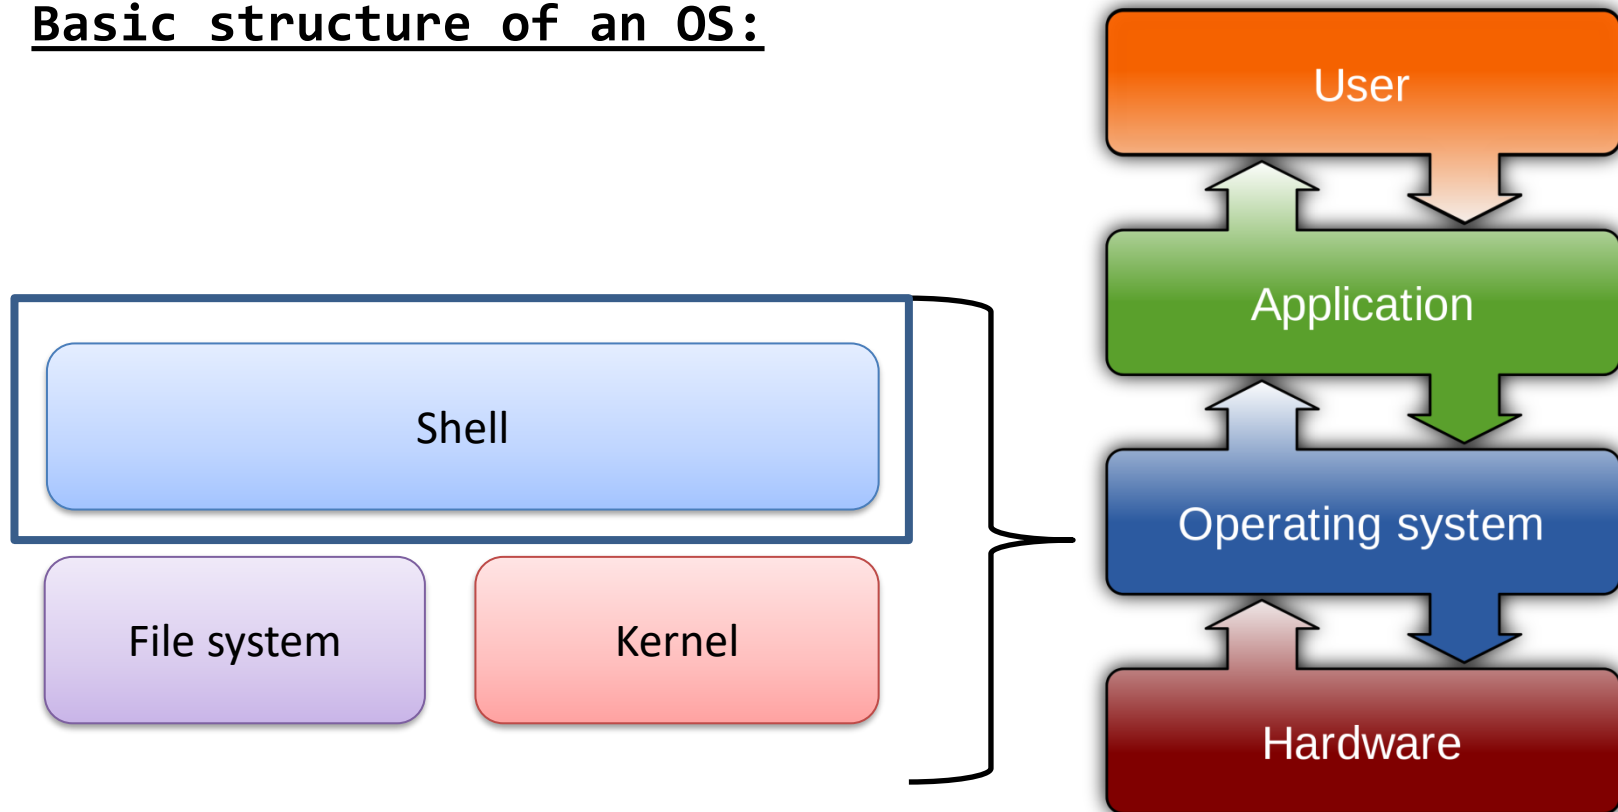 Basic structure of an OS:
User
Application
Shell
Operating system
File system
Kernel
Hardware